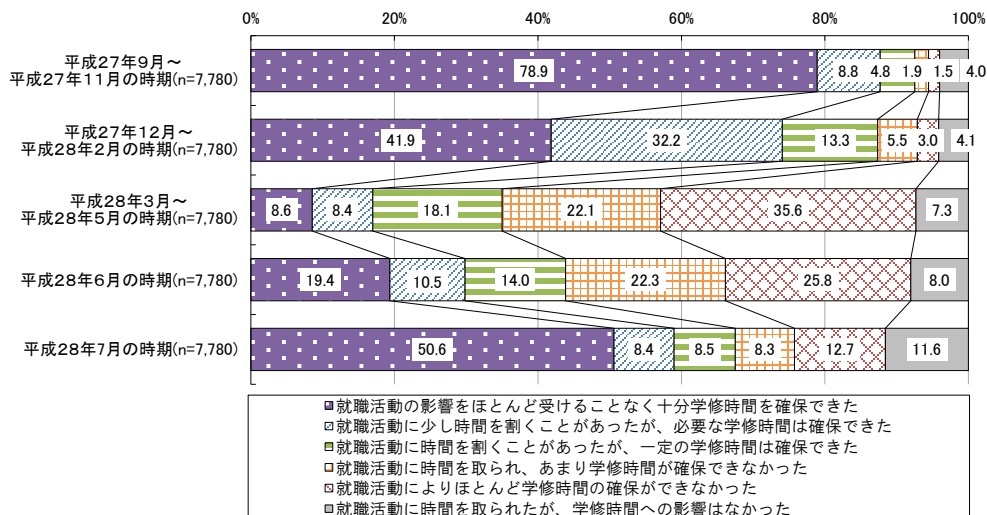 0% 20% 40% 60% 80% 100%
平成27年9月～
平成27年11月の時期(n=7,780)
78.9 8.8 4.8 1.9 1.5 4.0
平成27年12月～
平成28年2月の時期(n=7,780)
41.9 32.2 13.3 5.5 3.0 4.1
平成28年3月～
平成28年5月の時期(n=7,780)
8.6 8.4 18.1 22.1 35.6 7.3
平成28年6月の時期(n=7,780)
19.4 10.5 14.0 22.3 25.8 8.0
平成28年7月の時期(n=7,780)
50.6 8.4 8.5 8.3 12.7 11.6
就職活動の影響をほとんど受けることなく十分学修時間を確保できた
就職活動に少し時間を割くことがあったが、必要な学修時間は確保できた
就職活動に時間を割くことがあったが、一定の学修時間は確保できた
就職活動に時間を取られ、あまり学修時間が確保できなかった
就職活動によりほとんど学修時間の確保ができなかった
就職活動に時間を取られたが、学修時間への影響はなかった